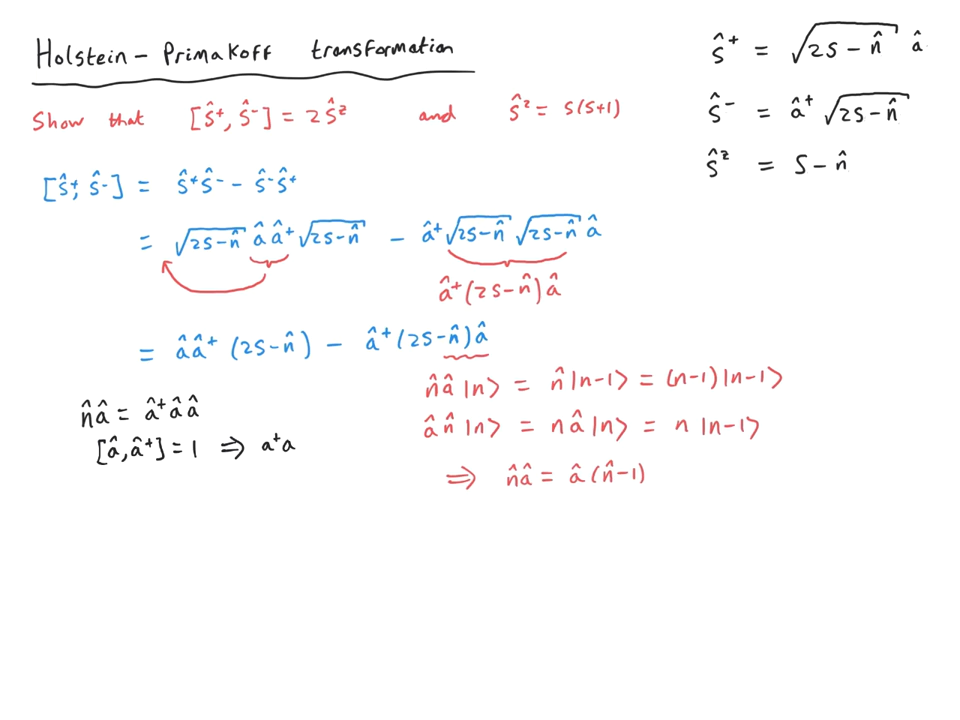 Holstein - Primakoff transformation
ŝ⁺ = √(2s - n̂) â
Show that [ŝ⁺, ŝ⁻] = 2ŝᶻ and ŝ² = s(s+1)
ŝ⁻ = â⁺ √(2s - n̂)
ŝᶻ = s - n̂
[ŝ⁺, ŝ⁻] = ŝ⁺ŝ⁻ - ŝ⁻ŝ⁺
= √(2s - n̂) â â⁺ √(2s - n̂) - â⁺ √(2s - n̂) √(2s - n̂) â
â⁺(2s - n̂) â
= â â⁺ (2s - n̂) - â⁺ (2s - n̂) â
n̂ â |n> = n̂ |n-1> = (n-1) |n-1>
n̂ â = â⁺ â â
â n̂ |n> = n â |n> = n |n-1>
[â, â⁺] = 1 ⇒ a⁺a
⇒ n̂ â = â (n̂ - 1)